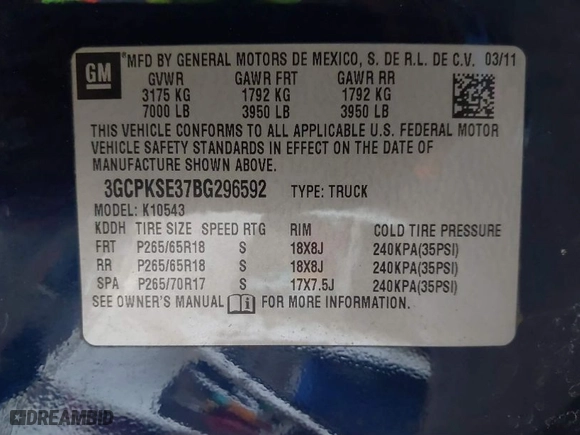 GM
MFD BY GENERAL MOTORS DE MEXICO, S. DE R.L. DE C.V. 03/11
GVWR GAWR FRT GAWR RR
3175 KG 1792 KG 1792 KG
7000 LB 3950 LB 3950 LB
THIS VEHICLE CONFORMS TO ALL APPLICABLE U.S. FEDERAL MOTOR
VEHICLE SAFETY STANDARDS IN EFFECT ON THE DATE OF
MANUFACTURE SHOWN ABOVE.
3GCPKSE37BG296592 TYPE: TRUCK
MODEL: K10543
KDDH TIRE SIZE SPEED RTG RIM COLD TIRE PRESSURE
FRT P265/65R18 S 18X8J 240KPA(35PSI)
RR P265/65R18 S 18X8J 240KPA(35PSI)
SPA P265/70R17 S 17X7.5J 240KPA(35PSI)
SEE OWNER'S MANUAL i FOR MORE INFORMATION.
DREAMBID